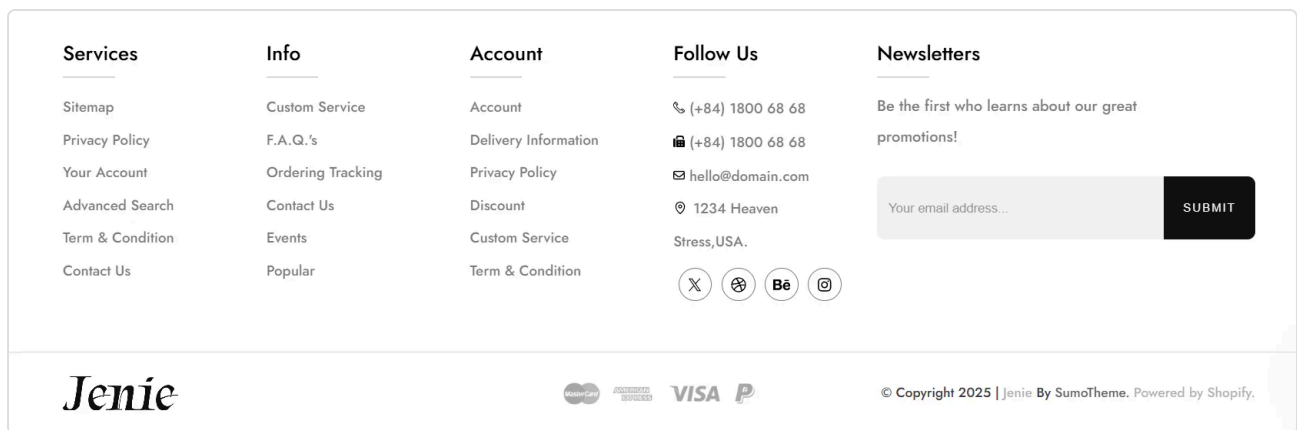 Services
Sitemap
Privacy Policy
Your Account
Advanced Search
Term & Condition
Contact Us
Info
Custom Service
F.A.Q.'s
Ordering Tracking
Contact Us
Events
Popular
Account
Account
Delivery Information
Privacy Policy
Discount
Custom Service
Term & Condition
Follow Us
(+84) 1800 68 68
(+84) 1800 68 68
hello@domain.com
1234 Heaven
Stress,USA.
Bē
Newsletters
Be the first who learns about our great
promotions!
Your email address...
SUBMIT
Jenie
MasterCard
AMERICAN
EXPRESS
VISA
© Copyright 2025 | Jenie By SumoTheme. Powered by Shopify.